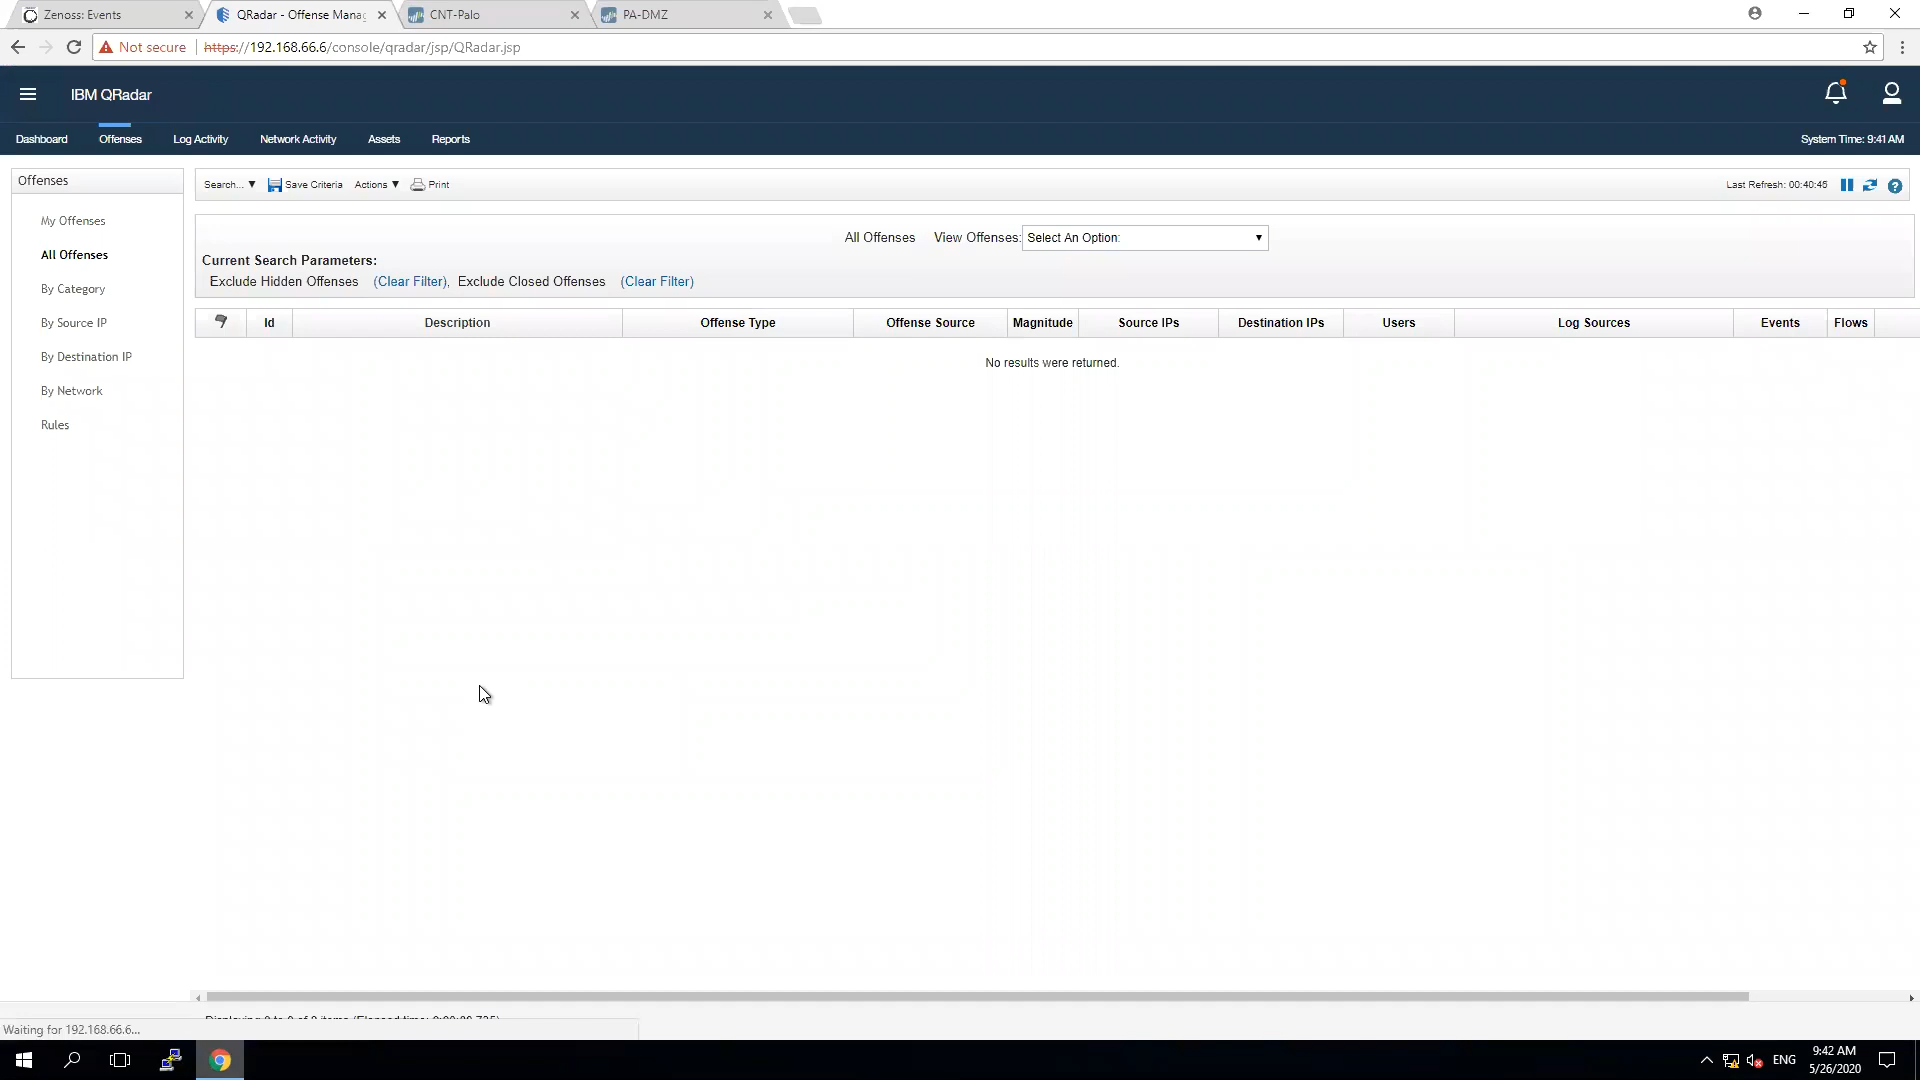 Zenoss: Events
QRadar - Offense Manag
CNT-Palo
PA-DMZ
Not secure
https://192.168.66.6/console/qradar/jsp/QRadar.jsp
IBM QRadar
Dashboard Offenses Log Activity Network Activity Assets Reports
System Time: 9:41 AM
Offenses
My Offenses
All Offenses
By Category
By Source IP
By Destination IP
By Network
Rules
Search... ▼ Save Criteria Actions ▼ Print
Last Refresh: 00:40:45
All Offenses View Offenses: Select An Option:
Current Search Parameters:
Exclude Hidden Offenses (Clear Filter), Exclude Closed Offenses (Clear Filter)
Id Description Offense Type Offense Source Magnitude Source IPs Destination IPs Users Log Sources Events Flows
No results were returned.
Waiting for 192.168.66.6...
ENG
9:42 AM
5/26/2020